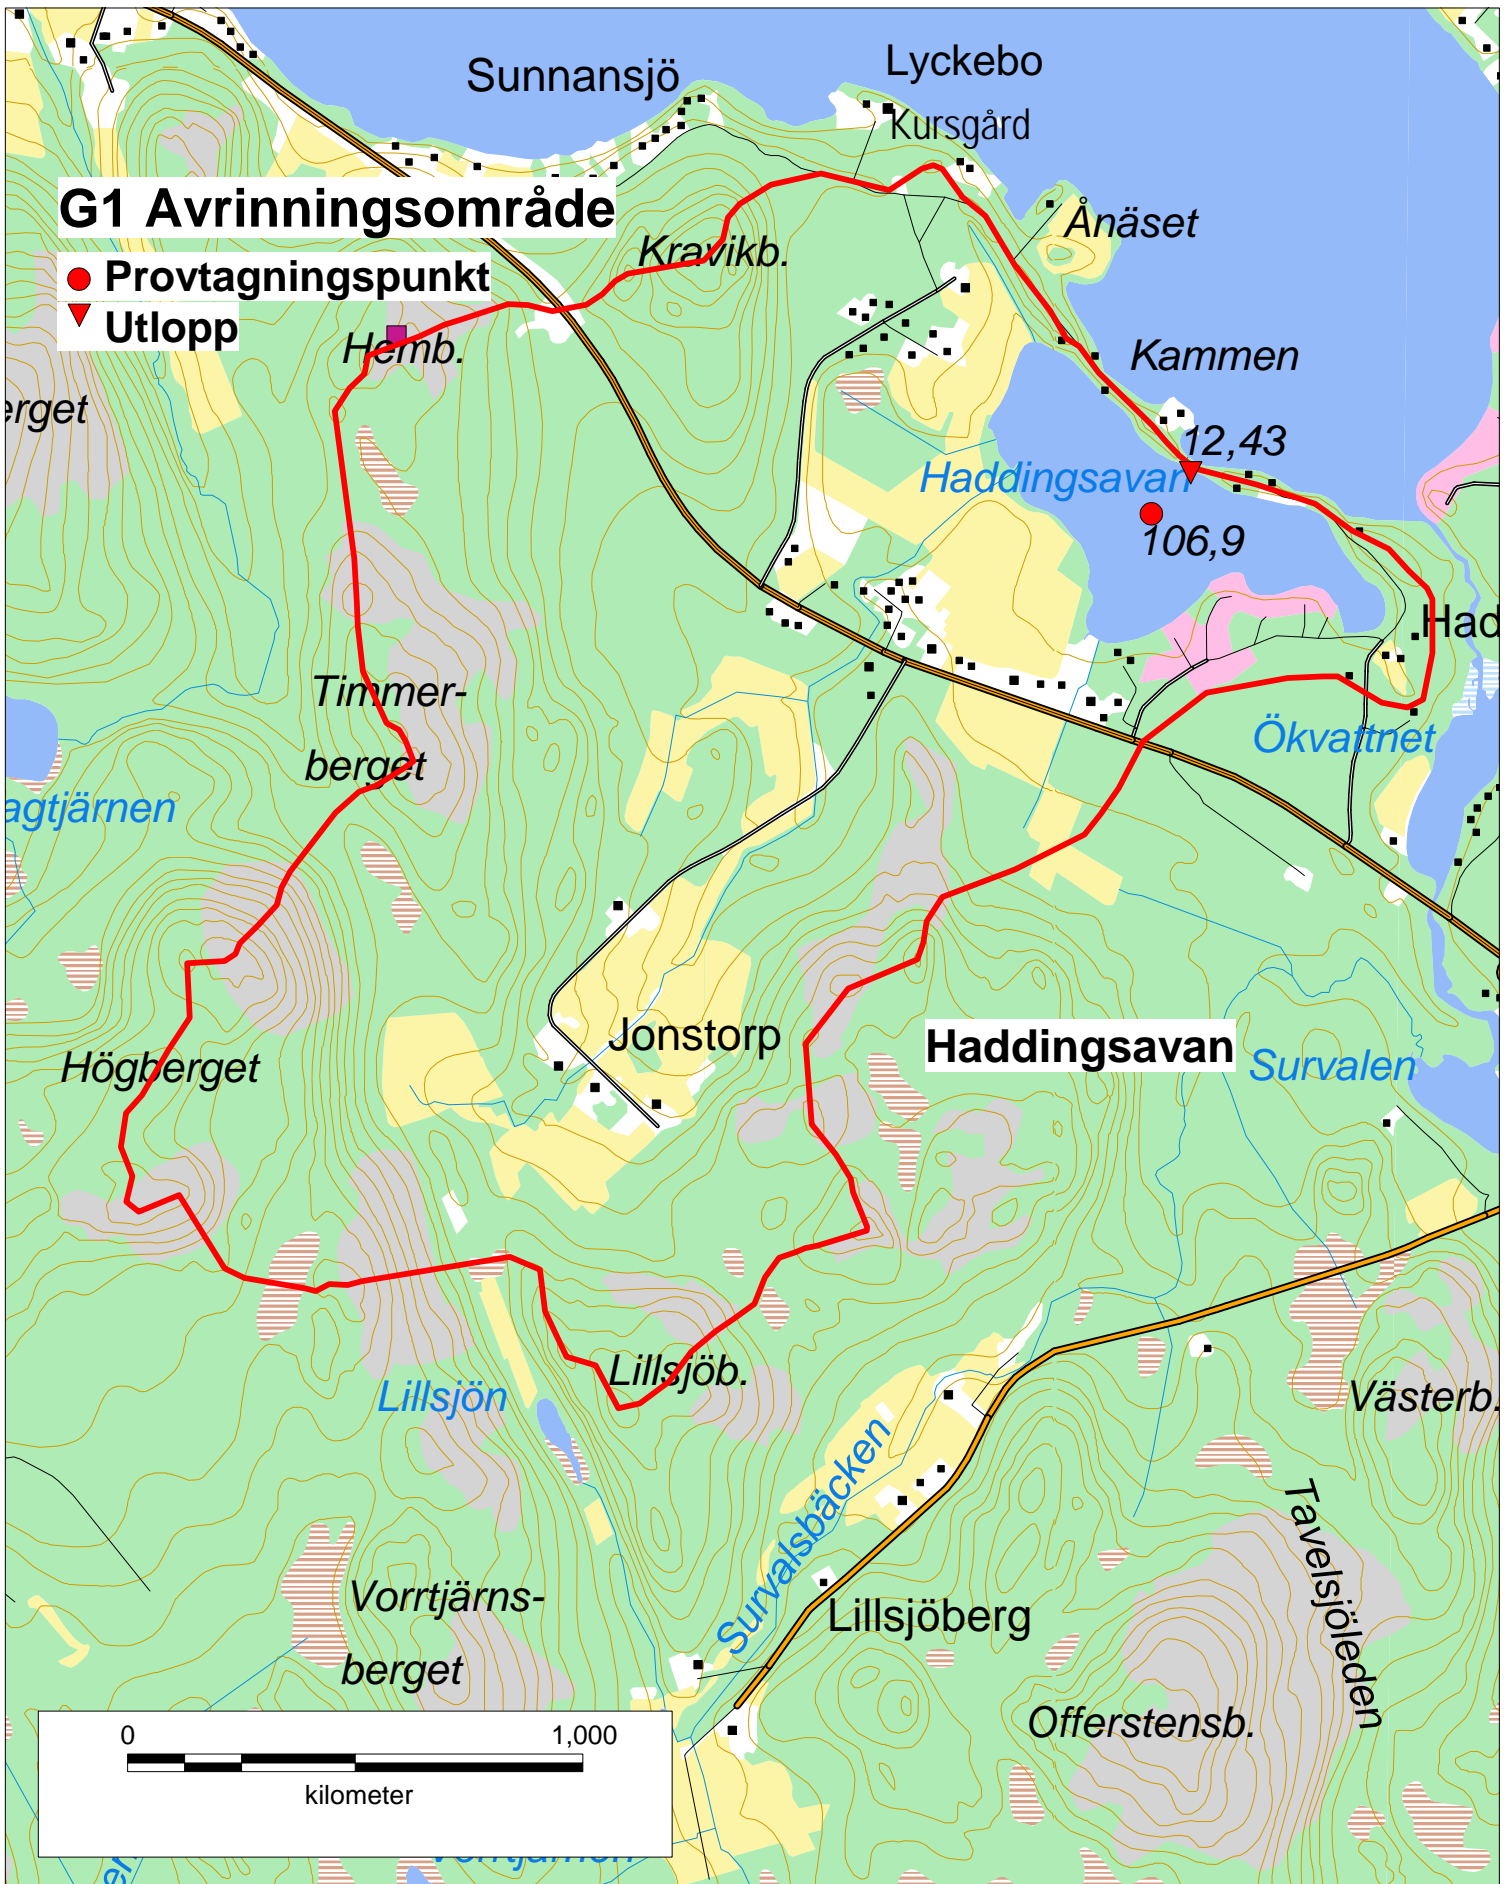 Sunnansjö
Lyckebo
Kursgård
G1 Avrinningsområde
Ånäset
Kravikb.
Provtagningspunkt
Utlopp
Hemb.
Kammen
erget
12,43
Haddingsavan
106,9
Had
Timmer-
berget
Ökvattnet
agtjärnen
Jonstorp
Haddingsavan
Högberget
Survalen
Lillsjöb.
Lillsjön
Västerb.
Survalsbäcken
Tavelsjöleden
Vorrtjärns-
berget
Lillsjöberg
Offerstensb.
0 1,000
kilometer